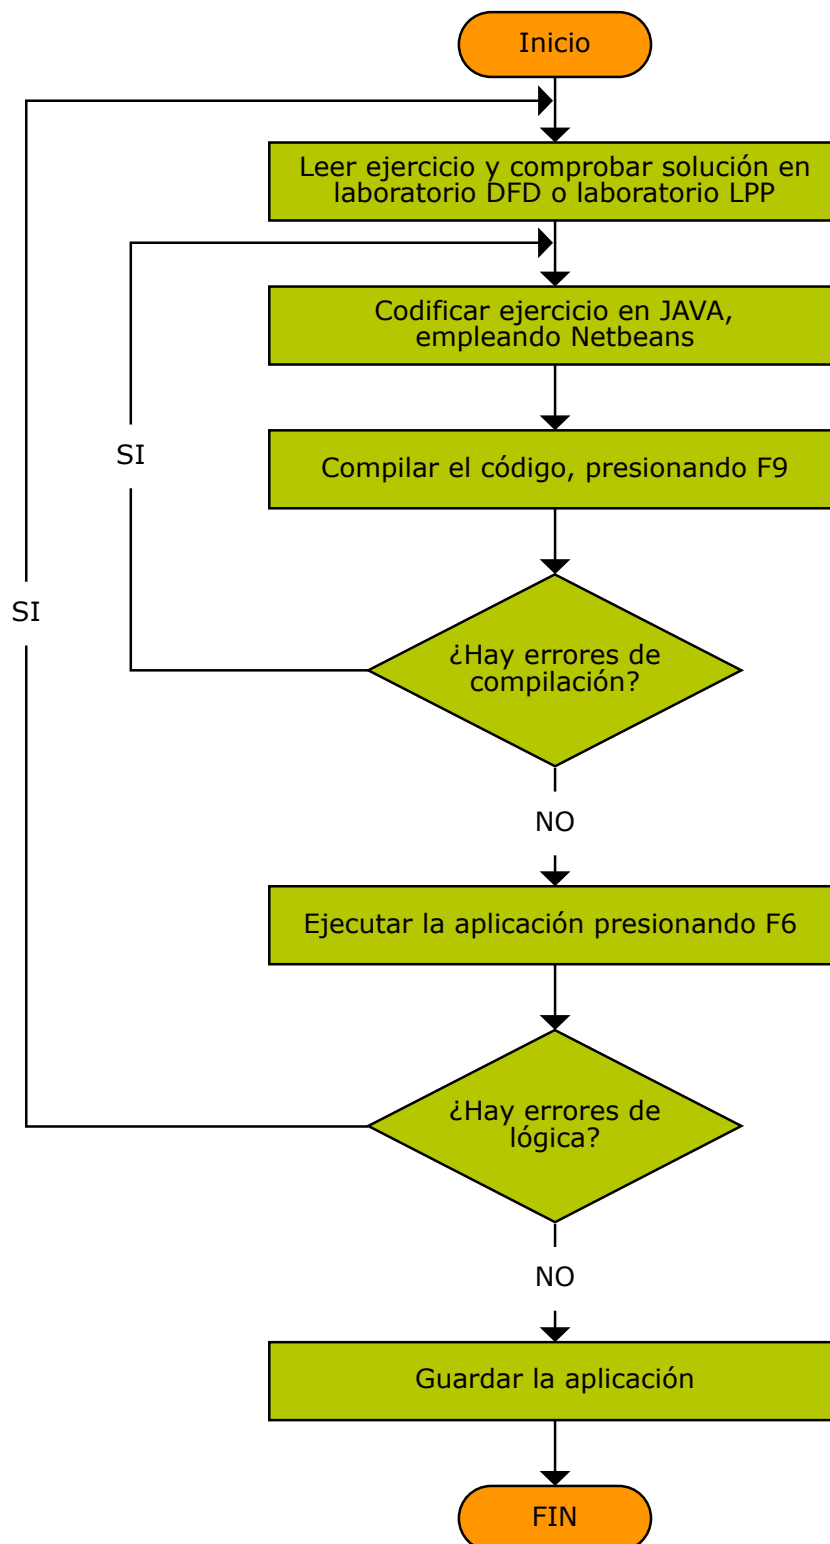 Inicio
Leer ejercicio y comprobar solución en
laboratorio DFD o laboratorio LPP
Codificar ejercicio en JAVA,
empleando Netbeans
SI
Compilar el código, presionando F9
SI
¿Hay errores de
compilación?
NO
Ejecutar la aplicación presionando F6
¿Hay errores de
lógica?
NO
Guardar la aplicación
FIN